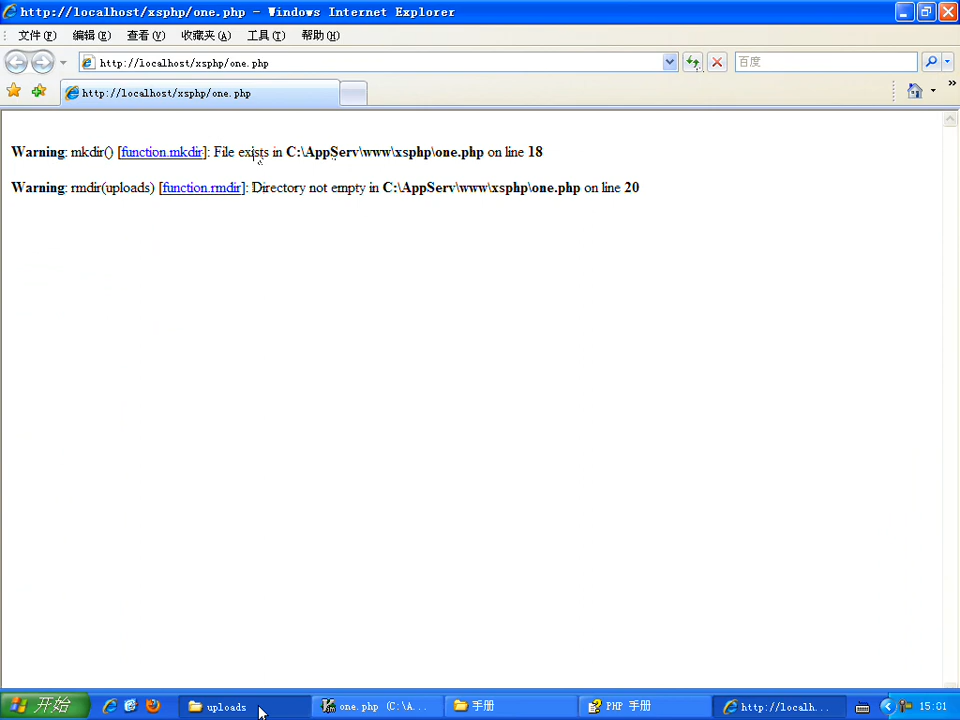 http://localhost/xsphp/one.php - Windows Internet Explorer
文件(F) 编辑(E) 查看(V) 收藏夹(A) 工具(T) 帮助(H)
http://localhost/xsphp/one.php 百度
http://localhost/xsphp/one.php
Warning: mkdir() [function.mkdir]: File exists in C:\AppServ\www\xsphp\one.php on line 18
Warning: rmdir(uploads) [function.rmdir]: Directory not empty in C:\AppServ\www\xsphp\one.php on line 20
开始 uploads one.php (C:\A... 手册 PHP 手册 http://localh... 15:01